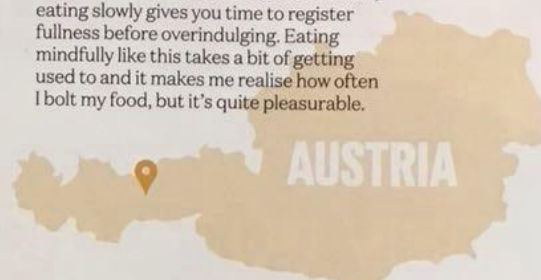 eating slowly gives you time to register
fullness before overindulging. Eating
mindfully like this takes a bit of getting
used to and it makes me realise how often
I bolt my food, but it's quite pleasurable.
AUSTRIA